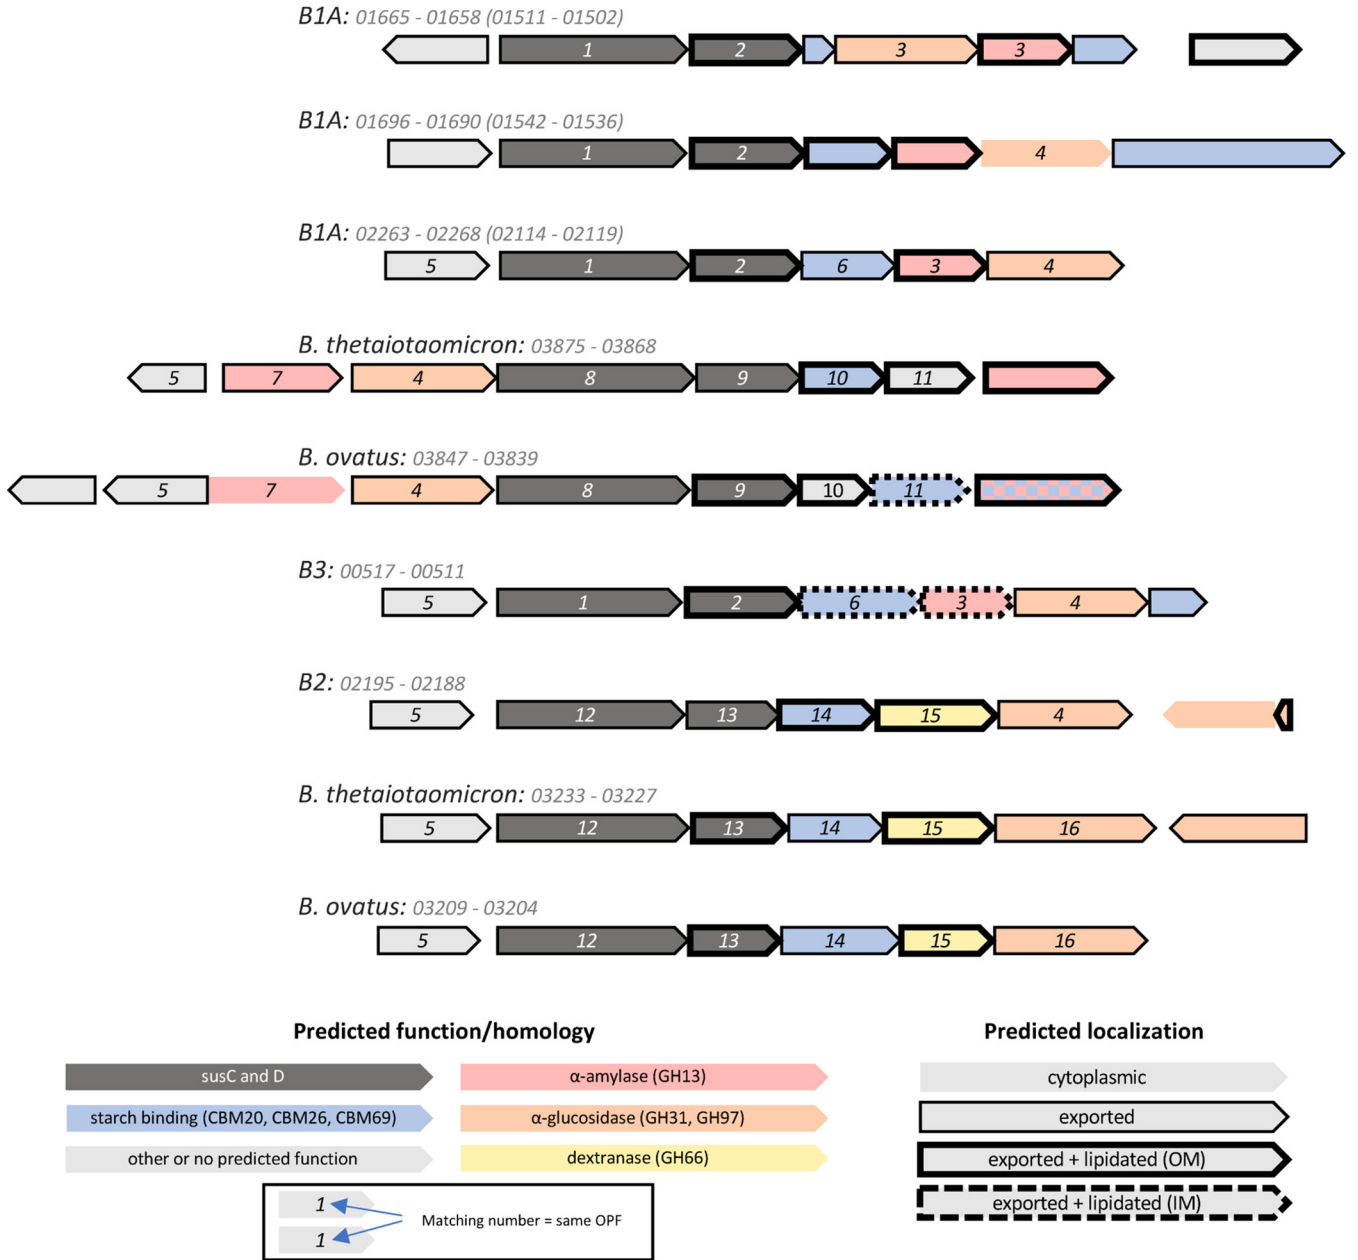 B1A: 01665 - 01658 (01511 - 01502)
1 2 3 3
B1A: 01696 - 01690 (01542 - 01536)
1 2 4
B1A: 02263 - 02268 (02114 - 02119)
5 1 2 6 3 4
B. thetaiotaomicron: 03875 - 03868
5 7 4 8 9 10 11
B. ovatus: 03847 - 03839
5 7 4 8 9 10 11
B3: 00517 - 00511
5 1 2 6 3 4
B2: 02195 - 02188
5 12 13 14 15 4
B. thetaiotaomicron: 03233 - 03227
5 12 13 14 15 16
B. ovatus: 03209 - 03204
5 12 13 14 15 16
Predicted function/homology
susC and D
starch binding (CBM20, CBM26, CBM69)
other or no predicted function
α-amylase (GH13)
α-glucosidase (GH31, GH97)
dextranase (GH66)
1
1
Matching number = same OPF
Predicted localization
cytoplasmic
exported
exported + lipidated (OM)
exported + lipidated (IM)